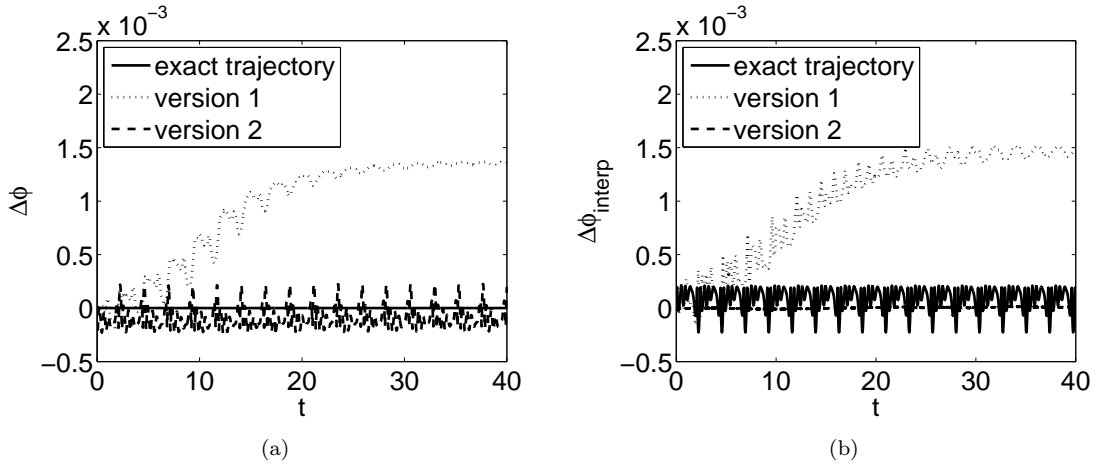 x 10⁻³
2.5
2
1.5
1
0.5
0
−0.5
Δϕ
exact trajectory
version 1
version 2
0
10
20
30
40
t
(a)
x 10⁻³
2.5
2
1.5
1
0.5
0
−0.5
Δϕ_interp
exact trajectory
version 1
version 2
0
10
20
30
40
t
(b)